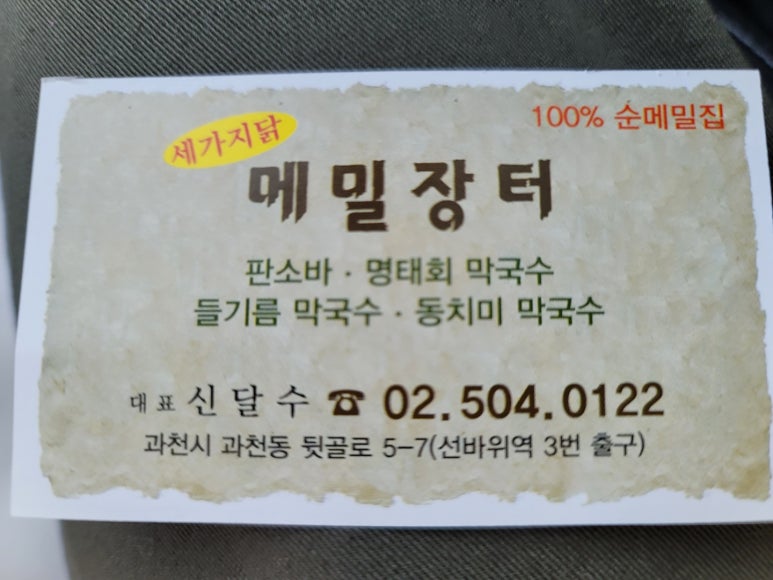 100% 순메밀집
세가지닭
메밀장터
판소바 · 명태회 막국수
들기름 막국수 · 동치미 막국수
대표 신달수 ☎ 02.504.0122
과천시 과천동 뒷골로 5-7(선바위역 3번 출구)